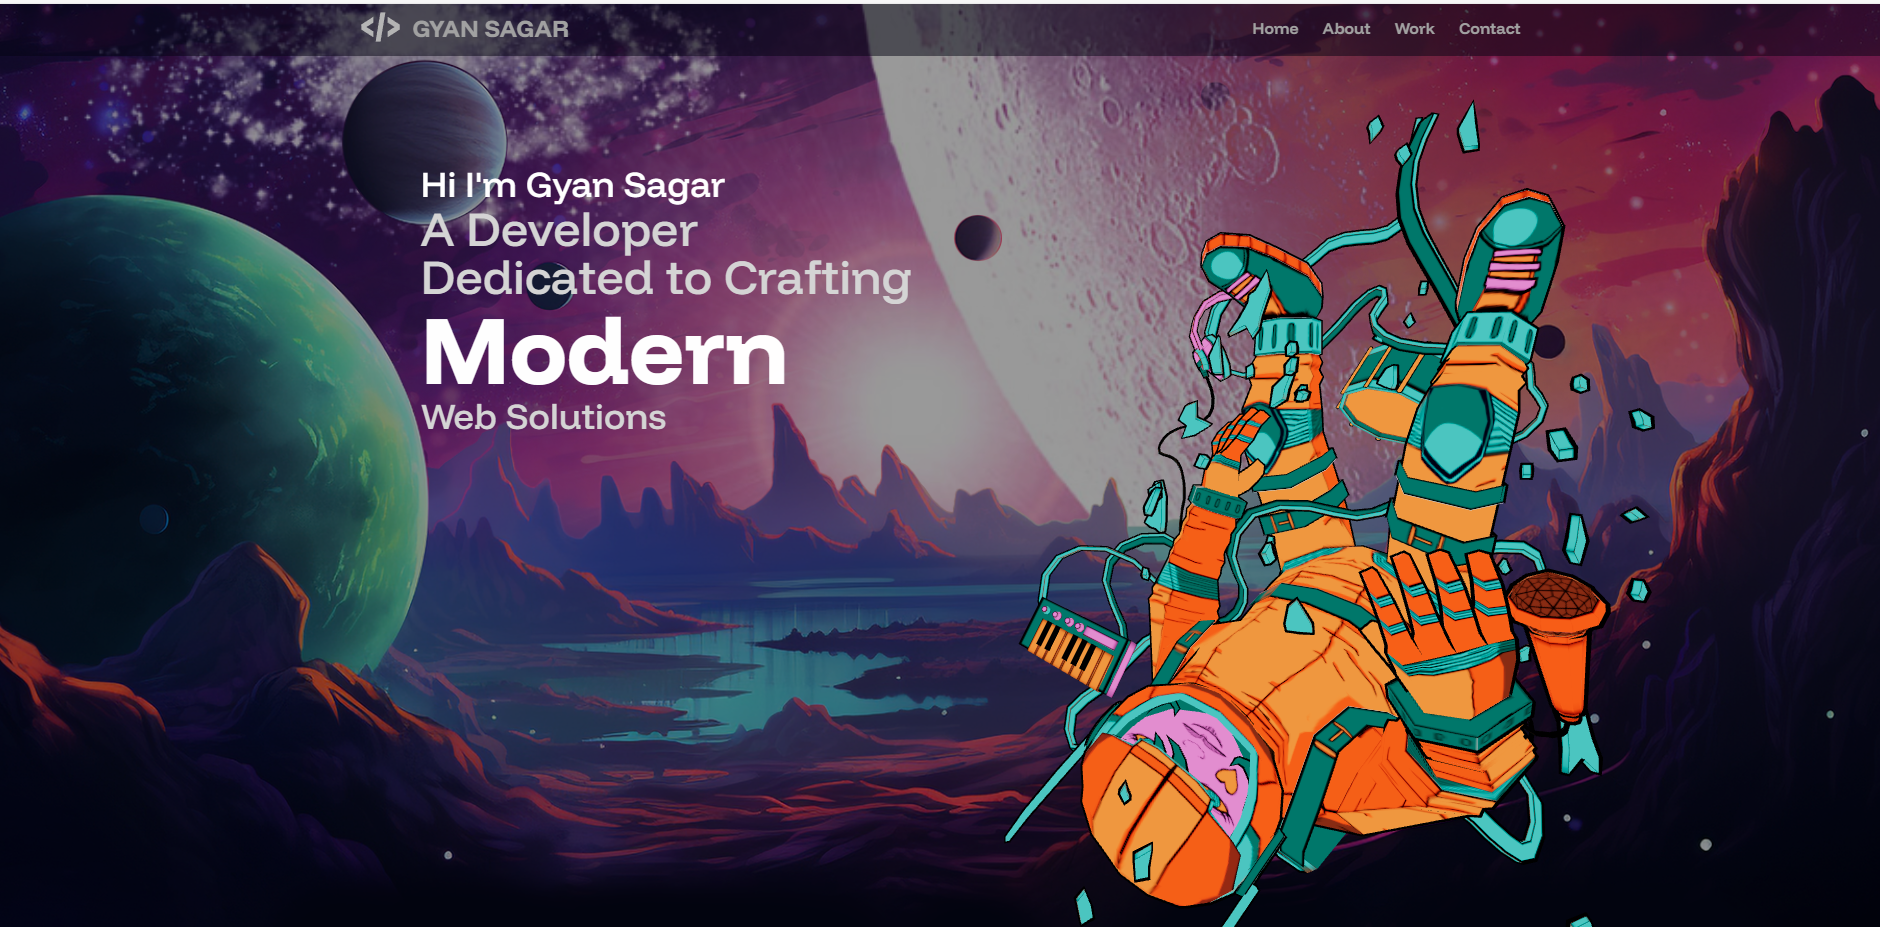 </> GYAN SAGAR
Home About Work Contact
Hi I'm Gyan Sagar
A Developer
Dedicated to Crafting
Modern
Web Solutions